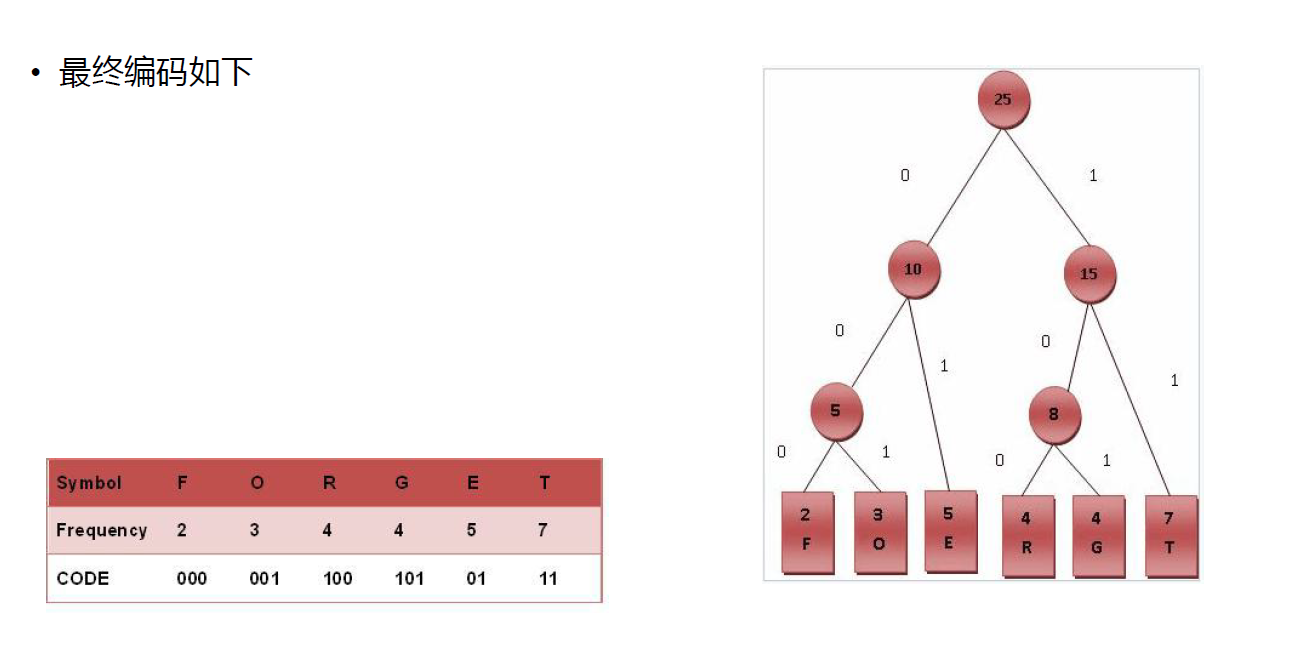 • 最终编码如下
Symbol F O R G E T
Frequency 2 3 4 4 5 7
CODE 000 001 100 101 01 11
25
0 1
10 15
0 1 0 1
5 8
0 1 0 1
2 3 5 4 4 7
F O E R G T